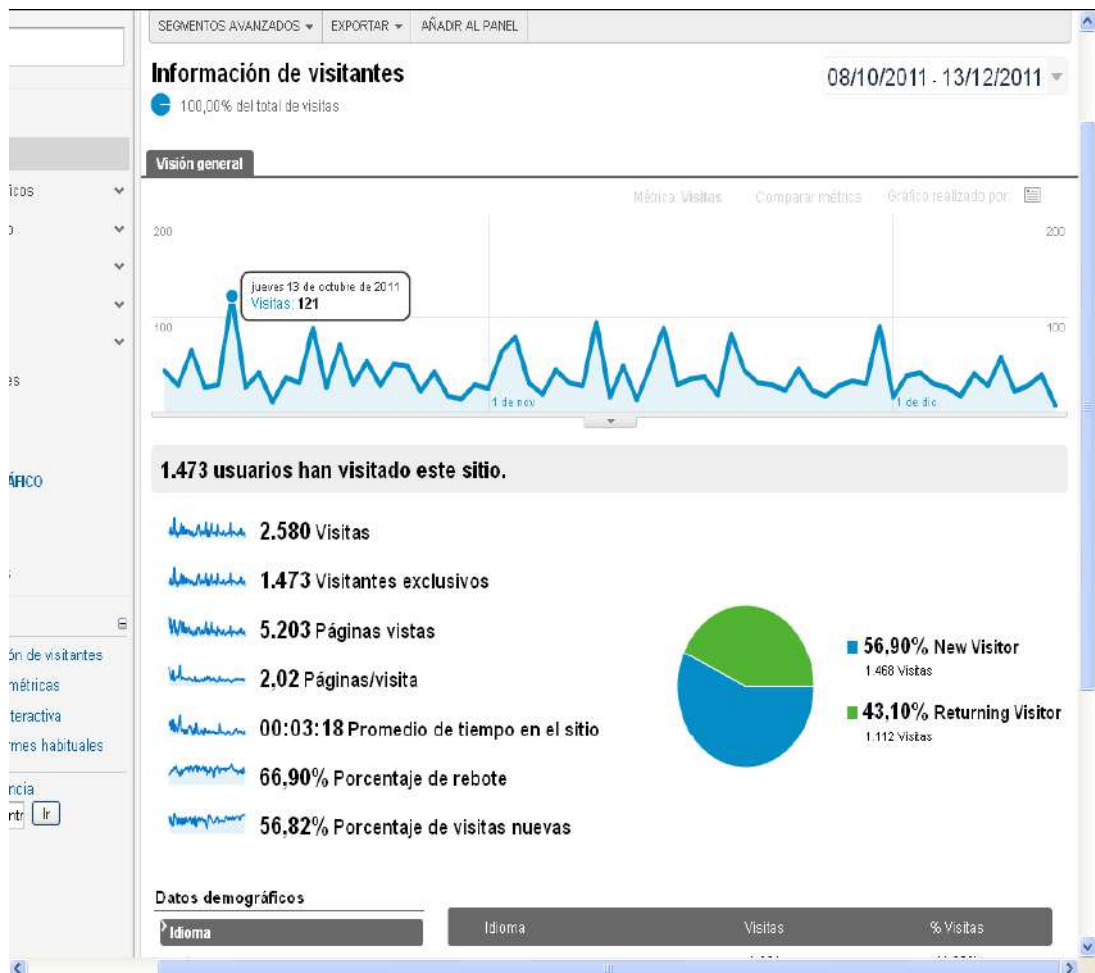 SEGMENTOS AVANZADOS EXPORTAR AÑADIR AL PANEL
Información de visitantes
08/10/2011 - 13/12/2011
100,00% del total de visitas
Visión general
icos
Métrica: Visitas Comparar métrica Gráfico realizado por:
200 200
jueves 13 de octubre de 2011
Visitas: 121
100 100
es
1 de nov 1 de dic
1.473 usuarios han visitado este sitio.
ÁFICO
2.580 Visitas
1.473 Visitantes exclusivos
5.203 Páginas vistas
2,02 Páginas/visita
00:03:18 Promedio de tiempo en el sitio
66,90% Porcentaje de rebote
56,82% Porcentaje de visitas nuevas
56,90% New Visitor
1.468 Visitas
43,10% Returning Visitor
1.112 Visitas
ón de visitantes
métricas
nteractiva
rmes habituales
ncia
ntr Ir
Datos demográficos
Idioma
Idioma Visitas % Visitas